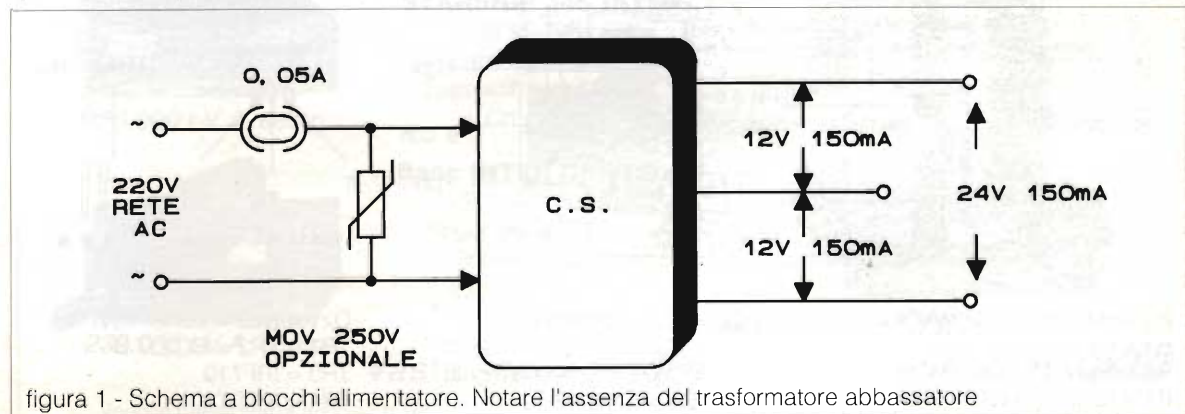 0, 05A
~
220V
RETE
AC
~
MOV 250V
OPZIONALE
C.S.
12V 150mA
12V 150mA
24V 150mA
figura 1 - Schema a blocchi alimentatore. Notare l'assenza del trasformatore abbassatore